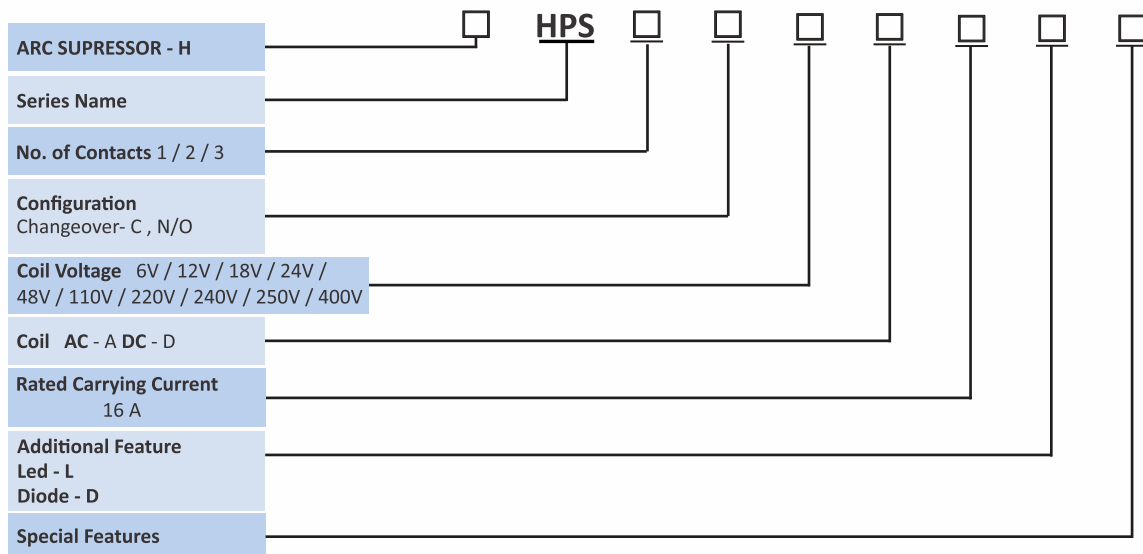 HPS
ARC SUPRESSOR - H
Series Name
No. of Contacts 1 / 2 / 3
Configuration
Changeover- C , N/O
Coil Voltage 6V / 12V / 18V / 24V /
48V / 110V / 220V / 240V / 250V / 400V
Coil AC - A DC - D
Rated Carrying Current
16 A
Additional Feature
Led - L
Diode - D
Special Features